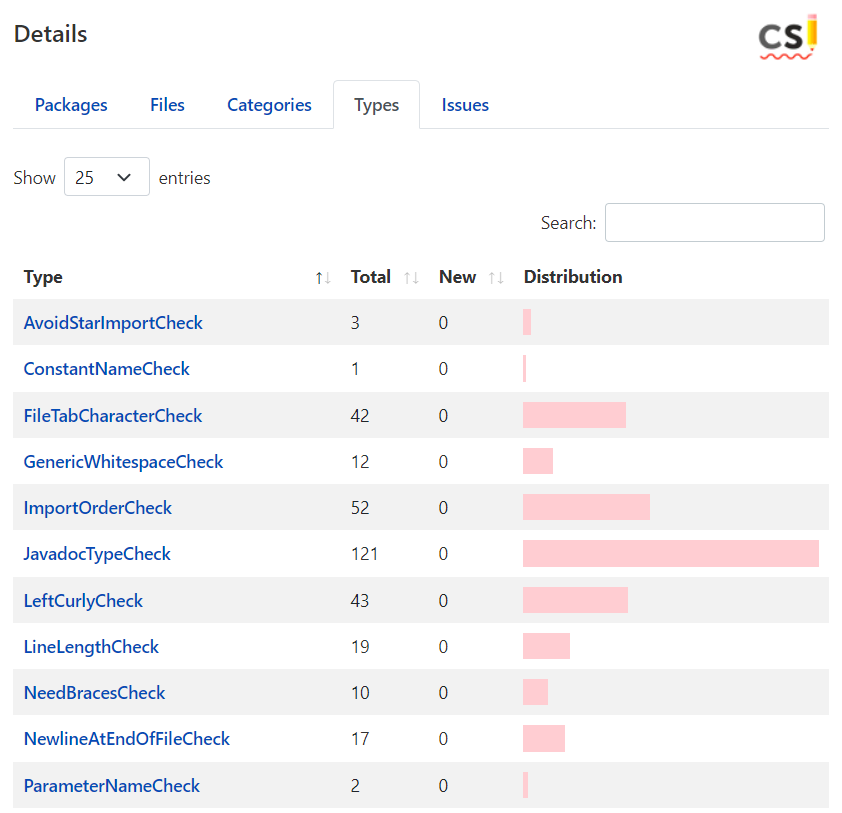 Details
cs
Packages Files Categories Types Issues
Show 25 entries
Search:
Type Total New Distribution
AvoidStarImportCheck 3 0
ConstantNameCheck 1 0
FileTabCharacterCheck 42 0
GenericWhitespaceCheck 12 0
ImportOrderCheck 52 0
JavadocTypeCheck 121 0
LeftCurlyCheck 43 0
LineLengthCheck 19 0
NeedBracesCheck 10 0
NewlineAtEndOfFileCheck 17 0
ParameterNameCheck 2 0